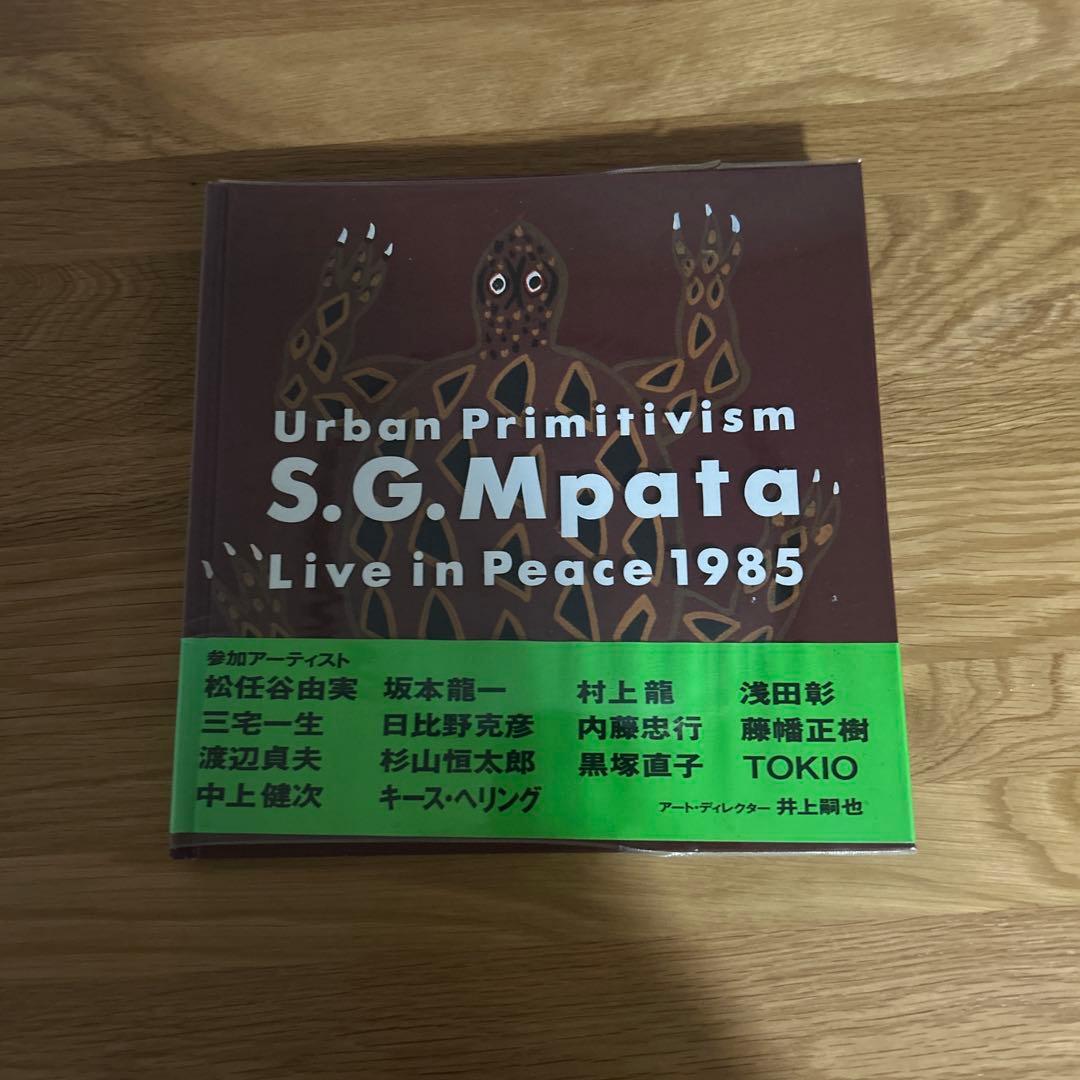 Urban Primitivism
S.G.Mpata
Live in Peace 1985
参加アーティスト
松任谷由実 坂本龍一 村上龍 浅田彰
三宅一生 日比野克彦 内藤忠行 藤幡正樹
渡辺貞夫 杉山恒太郎 黒塚直子 TOKIO
中上健次 キース・ヘリング アート・ディレクター 井上嗣也